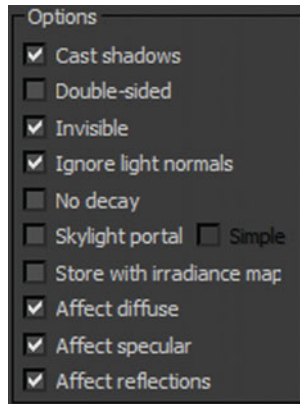 Options
Cast shadows
Double-sided
Invisible
Ignore light normals
No decay
Skylight portal Simple
Store with irradiance map
Affect diffuse
Affect specular
Affect reflections